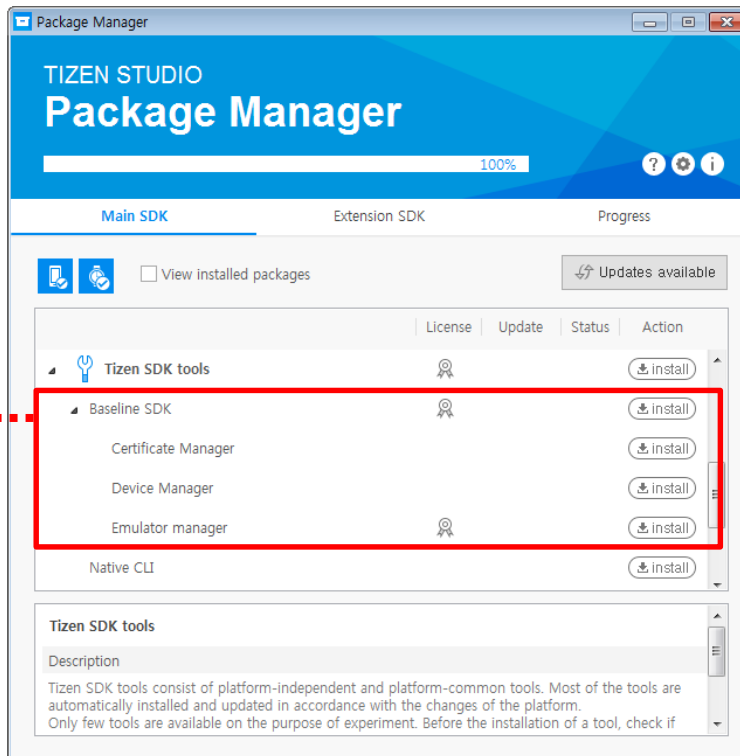 Package Manager
TIZEN STUDIO
Package Manager
100%
Main SDK Extension SDK Progress
View installed packages Updates available
License Update Status Action
Tizen SDK tools install
Baseline SDK install
Certificate Manager install
Device Manager install
Emulator manager install
Native CLI install
Tizen SDK tools
Description
Tizen SDK tools consist of platform-independent and platform-common tools. Most of the tools are
automatically installed and updated in accordance with the changes of the platform.
Only few tools are available on the purpose of experiment. Before the installation of a tool, check if